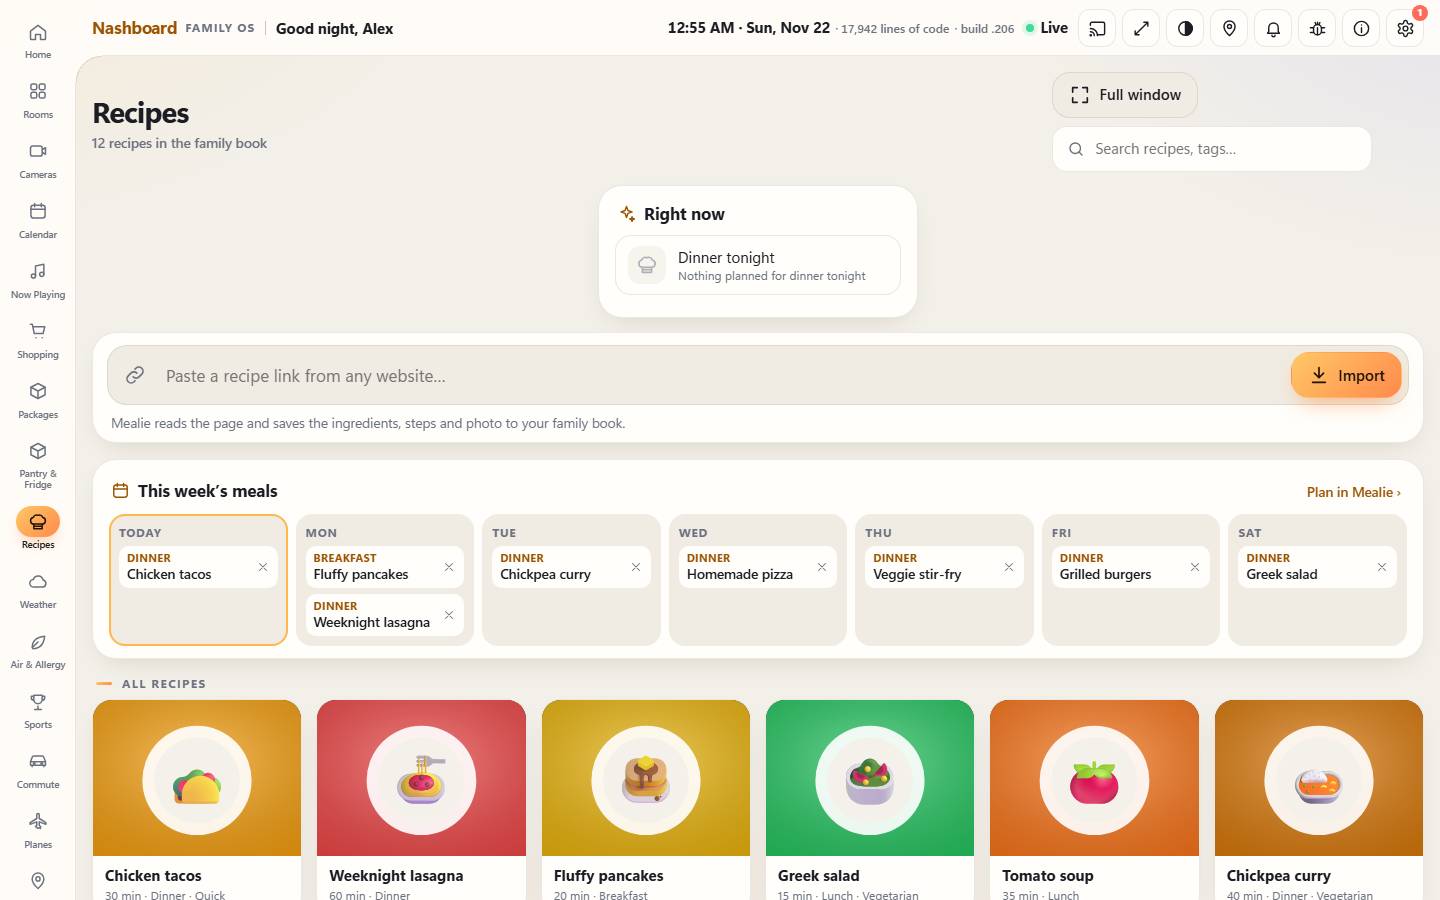 Nashboard FAMILY OS Good night, Alex
12:55 AM · Sun, Nov 22 · 17,942 lines of code · build .206 Live
1
Home
Rooms
Cameras
Calendar
Now Playing
Shopping
Packages
Pantry &
Fridge
Recipes
Weather
Air & Allergy
Sports
Commute
Planes
Recipes
12 recipes in the family book
Full window
Search recipes, tags...
Right now
Dinner tonight
Nothing planned for dinner tonight
Paste a recipe link from any website...
Import
Mealie reads the page and saves the ingredients, steps and photo to your family book.
This week's meals
Plan in Mealie ›
TODAY
DINNER
Chicken tacos
MON
BREAKFAST
Fluffy pancakes
DINNER
Weeknight lasagna
TUE
DINNER
Chickpea curry
WED
DINNER
Homemade pizza
THU
DINNER
Veggie stir-fry
FRI
DINNER
Grilled burgers
SAT
DINNER
Greek salad
ALL RECIPES
Chicken tacos
30 min · Dinner · Quick
Weeknight lasagna
60 min · Dinner
Fluffy pancakes
20 min · Breakfast
Greek salad
15 min · Lunch · Vegetarian
Tomato soup
35 min · Lunch
Chickpea curry
40 min · Dinner · Vegetarian